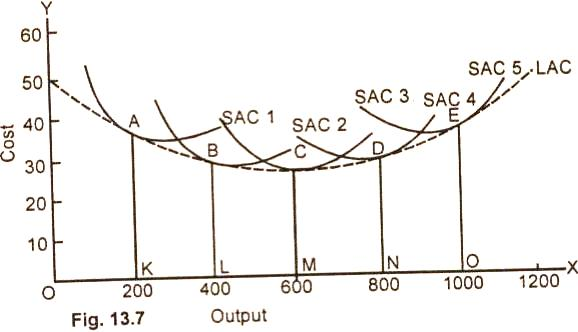 Y
60
50
40
30
20
10
Cost
A
SAC 1
B
SAC 2
C
SAC 3
D
SAC 4
E
SAC 5
LAC
K
L
M
N
O
X
O
200
400
600
800
1000
1200
Fig. 13.7
Output